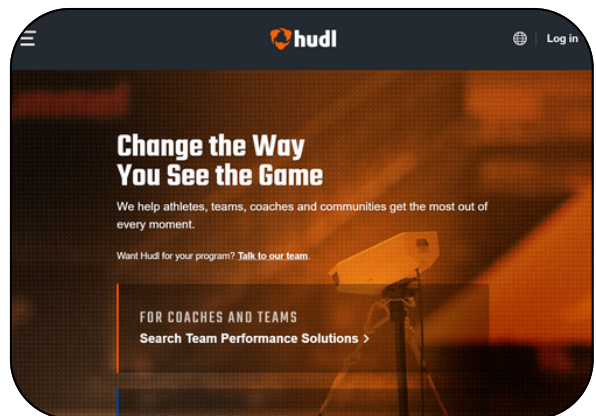 hudl
Log in
Change the Way
You See the Game
We help athletes, teams, coaches and communities get the most out of
every moment.
Want Hudl for your program? Talk to our team.
FOR COACHES AND TEAMS
Search Team Performance Solutions >